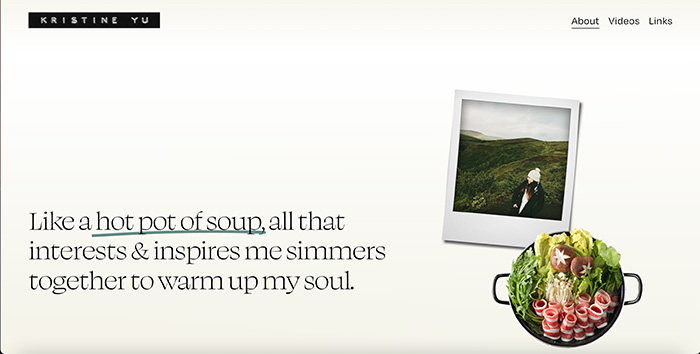 KRISTINE YU
About Videos Links
Like a hot pot of soup, all that
interests & inspires me simmers
together to warm up my soul.